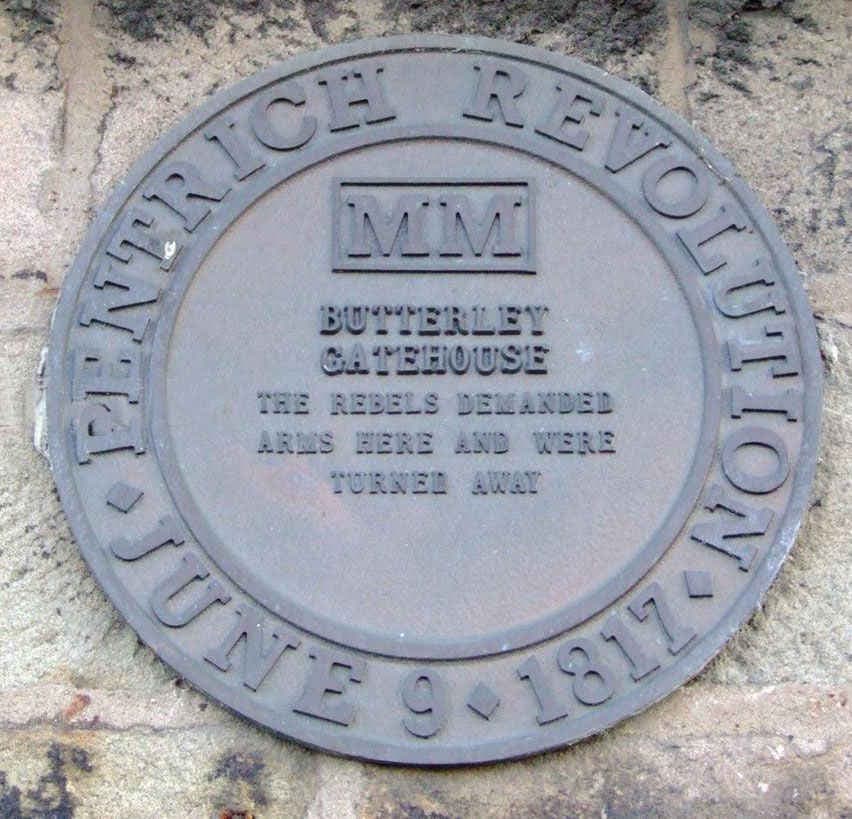 PENTRICH REVOLUTION
MM
BUTTERLEY
GATEHOUSE
THE REBELS DEMANDED
ARMS HERE AND WERE
TURNED AWAY
JUNE 9 1817